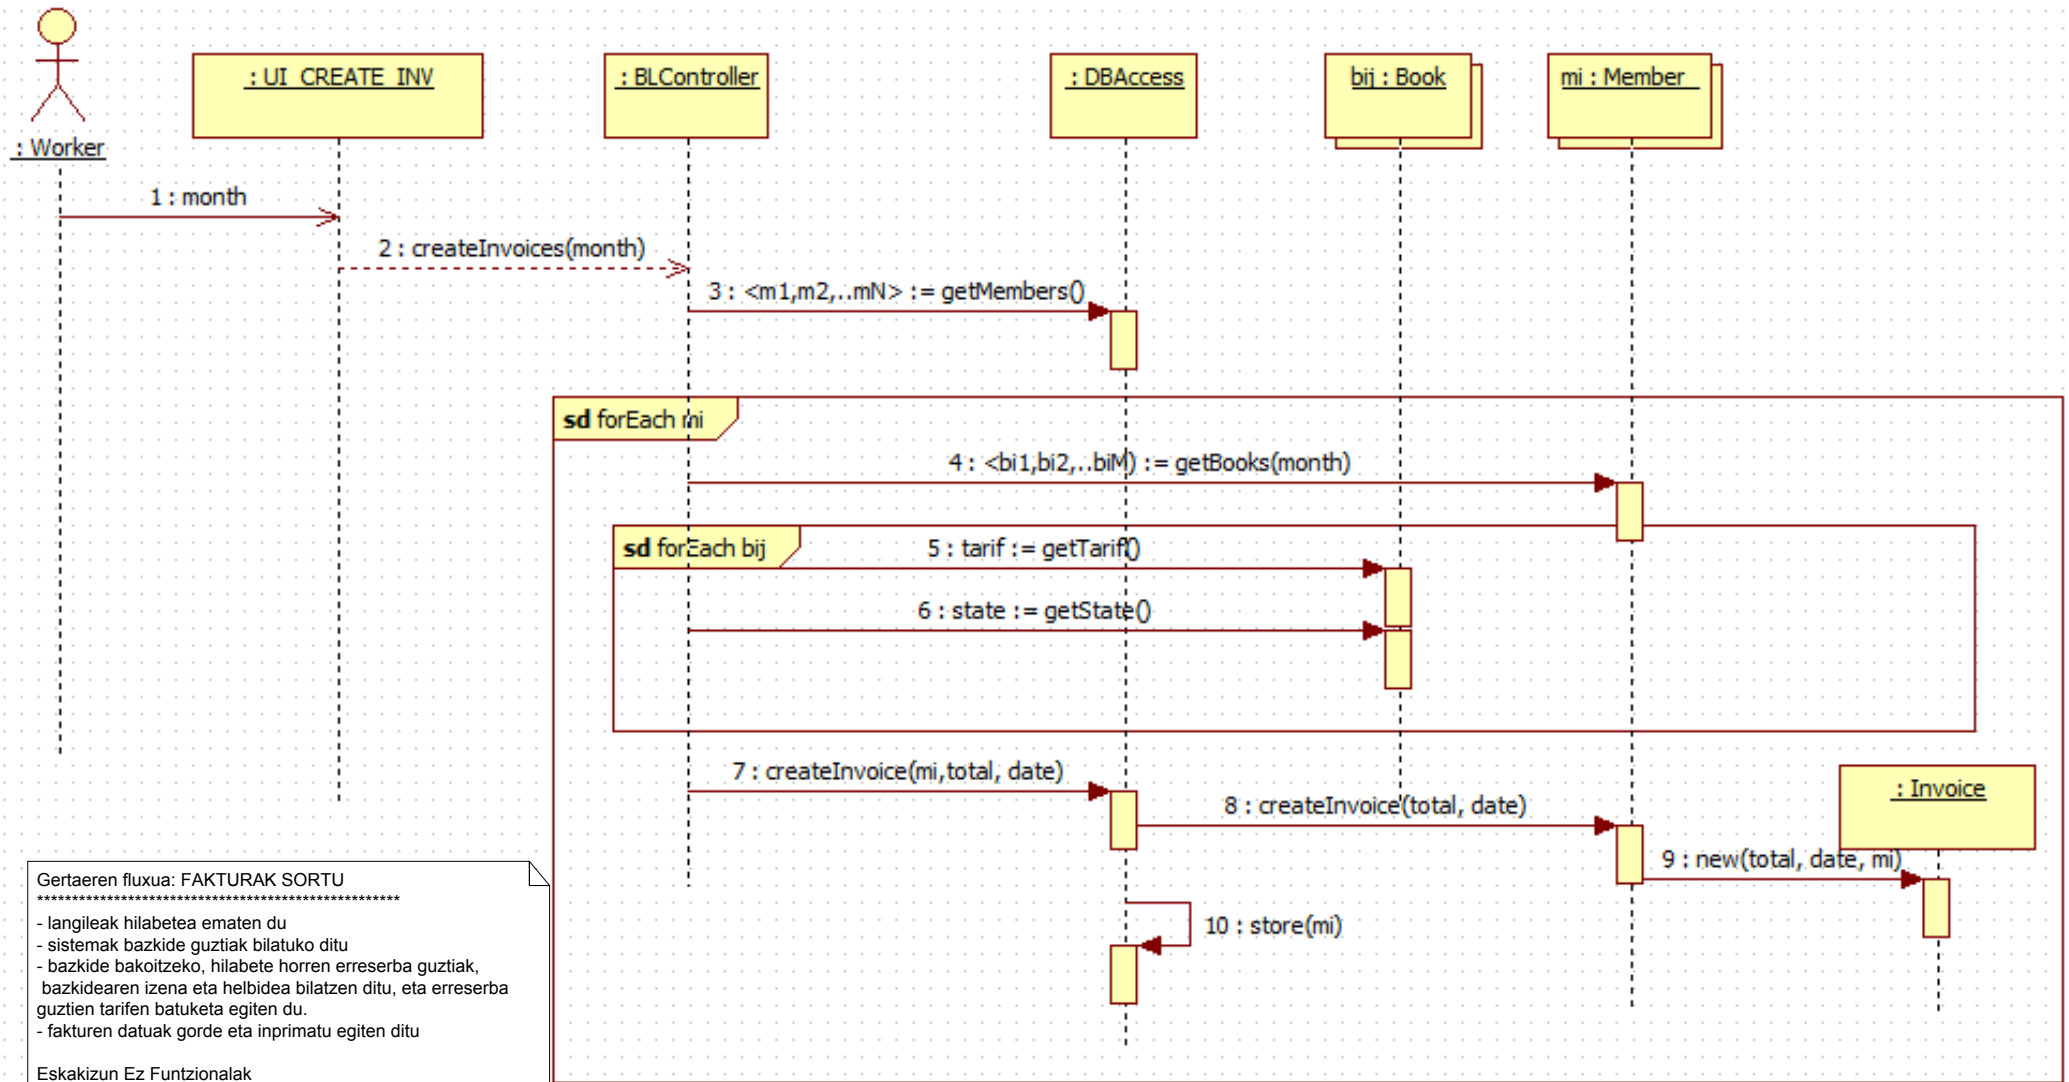 : Worker
: UI_CREATE_INV
: BLController
: DBAccess
bij : Book
mi : Member
1 : month
2 : createInvoices(month)
3 : <m1,m2,..mN> := getMembers()
sd forEach mi
4 : <bi1,bi2,..biM) := getBooks(month)
sd forEach bij
5 : tarif := getTarif()
6 : state := getState()
7 : createInvoice(mi,total, date)
: Invoice
8 : createInvoice(total, date)
9 : new(total, date, mi)
10 : store(mi)
Gertaeren fluxua: FAKTURAK SORTU
****************************************************
- langileak hilabetea ematen du
- sistemak bazkide guztiak bilatuko ditu
- bazkide bakoitzeko, hilabete horren erreserba guztiak,
bazkidearen izena eta helbidea bilatzen ditu, eta erreserba
guztien tarifen batuketa egiten du.
- fakturen datuak gorde eta inprimatu egiten ditu
Eskakizun Ez Funtzionalak